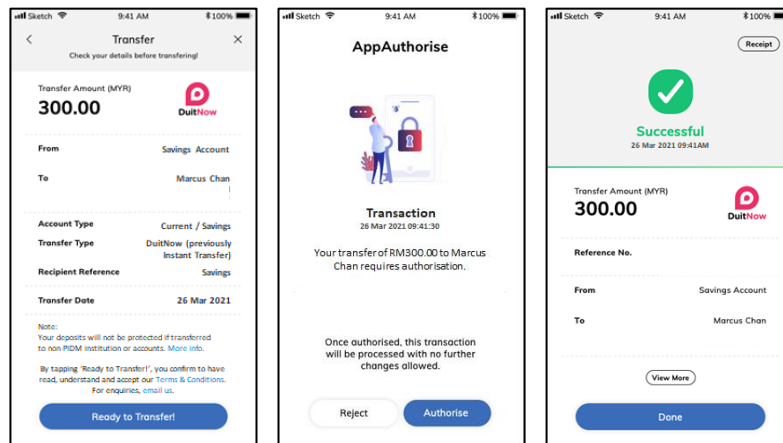 Sketch 9:41 AM 100%
Transfer
Check your details before transfering!
Transfer Amount (MYR)
300.00
DuitNow
From Savings Account
To Marcus Chan
Account Type Current / Savings
Transfer Type DuitNow (previously
Instant Transfer)
Recipient Reference Savings
Transfer Date 26 Mar 2021
Note:
Your deposits will not be protected if transferred
to non-PIDM institution or accounts. More info.
By tapping 'Ready to Transfer!', you confirm to have
read, understand and accept our Terms & Conditions.
For enquiries, email us.
Ready to Transfer!
Sketch 9:41 AM 100%
AppAuthorise
Transaction
26 Mar 2021 09:41:30
Your transfer of RM300.00 to Marcus
Chan requires authorisation.
Once authorised, this transaction
will be processed with no further
changes allowed.
Reject Authorise
Sketch 9:41 AM 100%
Receipt
Successful
26 Mar 2021 09:41AM
Transfer Amount (MYR)
300.00
DuitNow
Reference No.
From Savings Account
To Marcus Chan
View More
Done